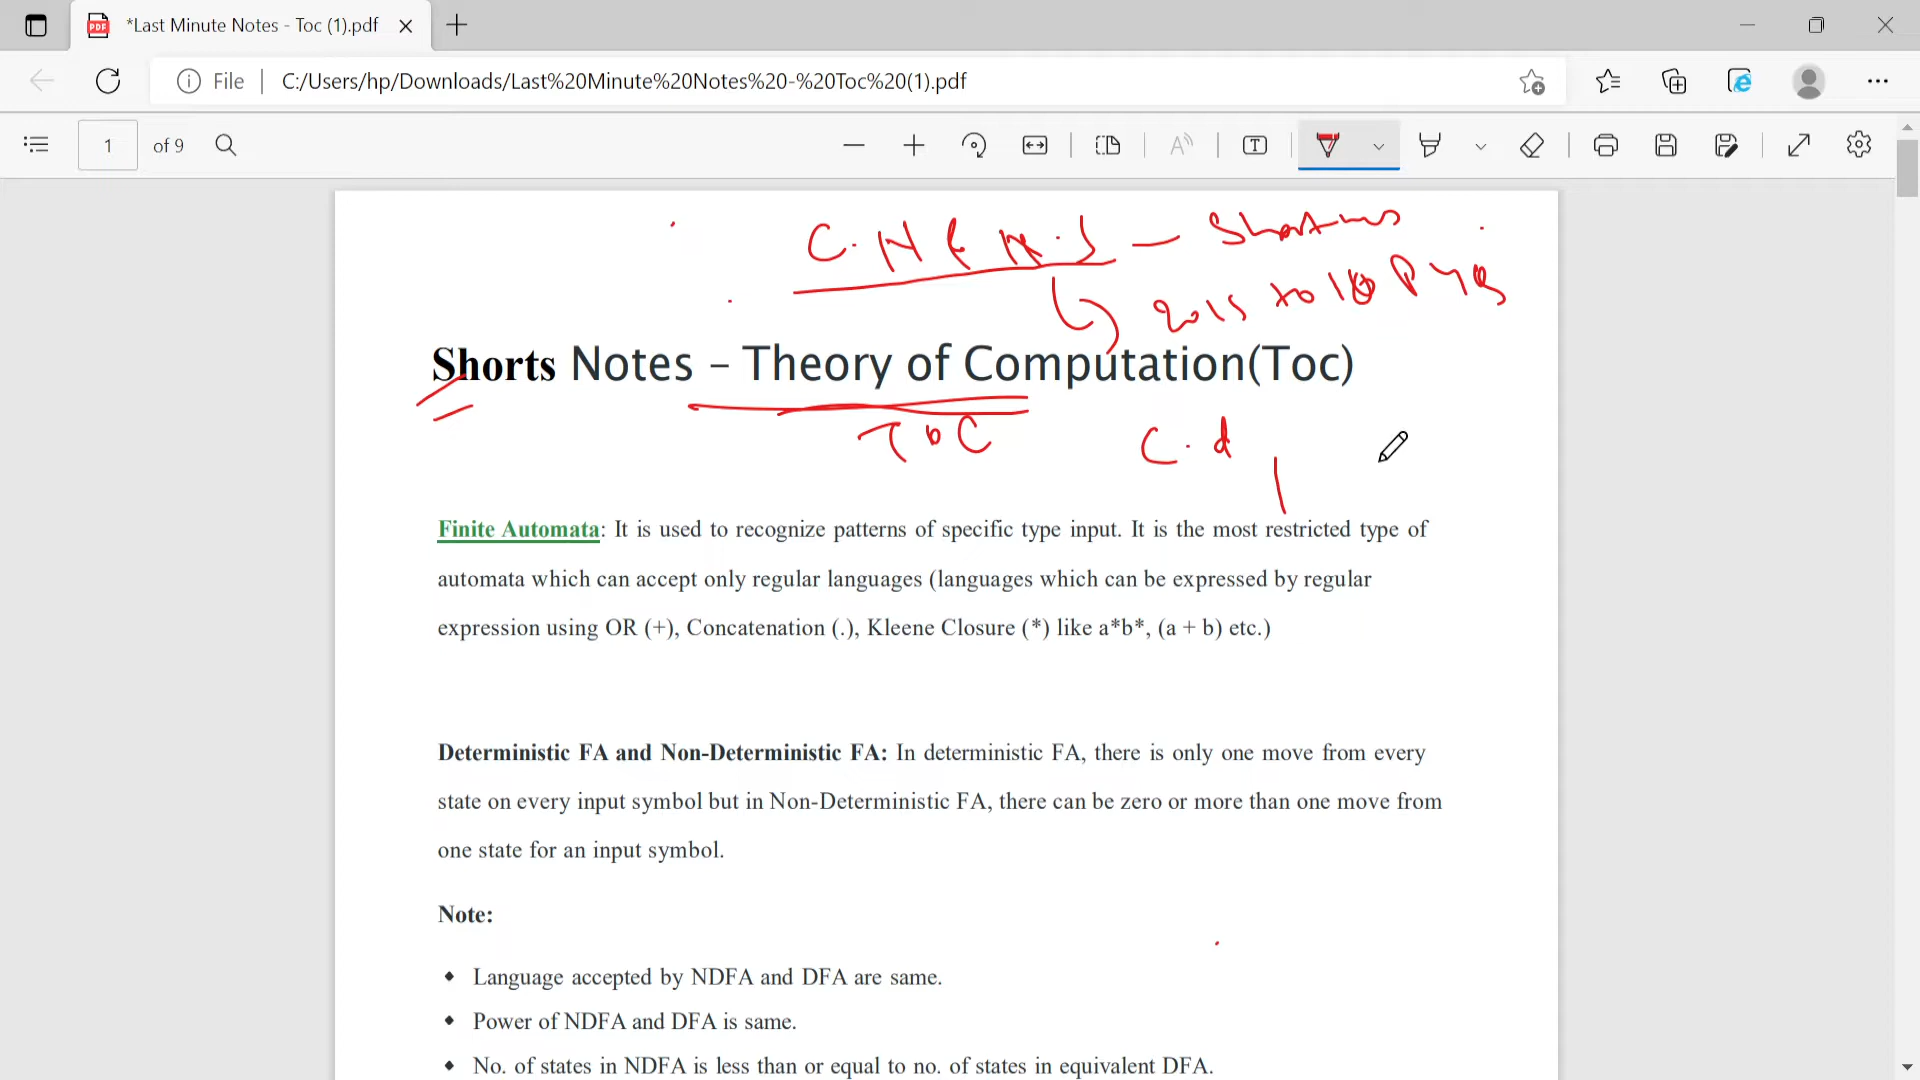 *Last Minute Notes - Toc (1).pdf
File
C:/Users/hp/Downloads/Last%20Minute%20Notes%20-%20Toc%20(1).pdf
1 of 9
2015 to
Shorts Notes – Theory of Computation(Toc)
ToC C.d
Finite Automata: It is used to recognize patterns of specific type input. It is the most restricted type of
automata which can accept only regular languages (languages which can be expressed by regular
expression using OR (+), Concatenation (.), Kleene Closure (*) like a*b*, (a + b) etc.)
Deterministic FA and Non-Deterministic FA: In deterministic FA, there is only one move from every
state on every input symbol but in Non-Deterministic FA, there can be zero or more than one move from
one state for an input symbol.
Note:
Language accepted by NDFA and DFA are same.
Power of NDFA and DFA is same.
No. of states in NDFA is less than or equal to no. of states in equivalent DFA.